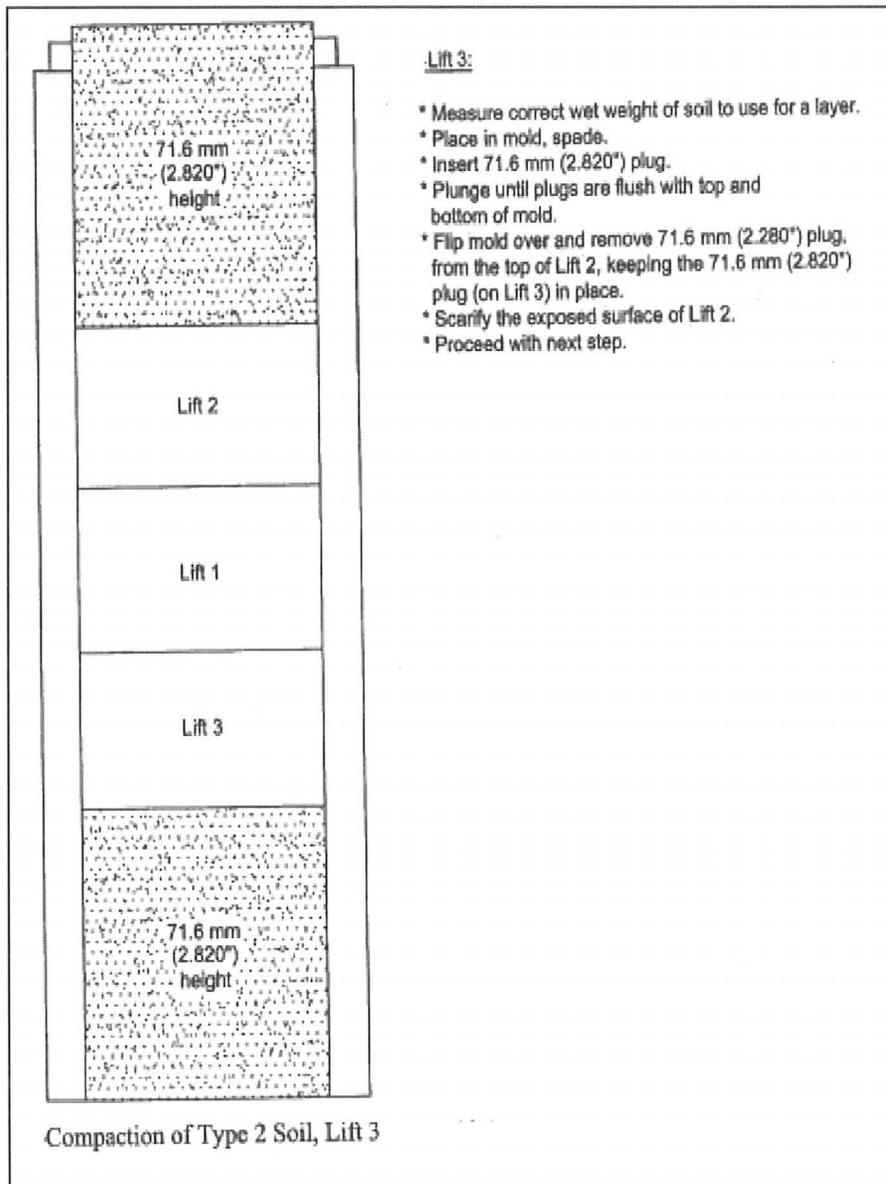 71.6 mm
(2.820")
height
Lift 2
Lift 1
Lift 3
71.6 mm
(2.820")
height
Compaction of Type 2 Soil, Lift 3
Lift 3:
* Measure correct wet weight of soil to use for a layer.
* Place in mold, spade.
* Insert 71.6 mm (2.820") plug.
* Plunge until plugs are flush with top and
bottom of mold.
* Flip mold over and remove 71.6 mm (2.280") plug,
from the top of Lift 2, keeping the 71.6 mm (2.820")
plug (on Lift 3) in place.
* Scarify the exposed surface of Lift 2.
* Proceed with next step.